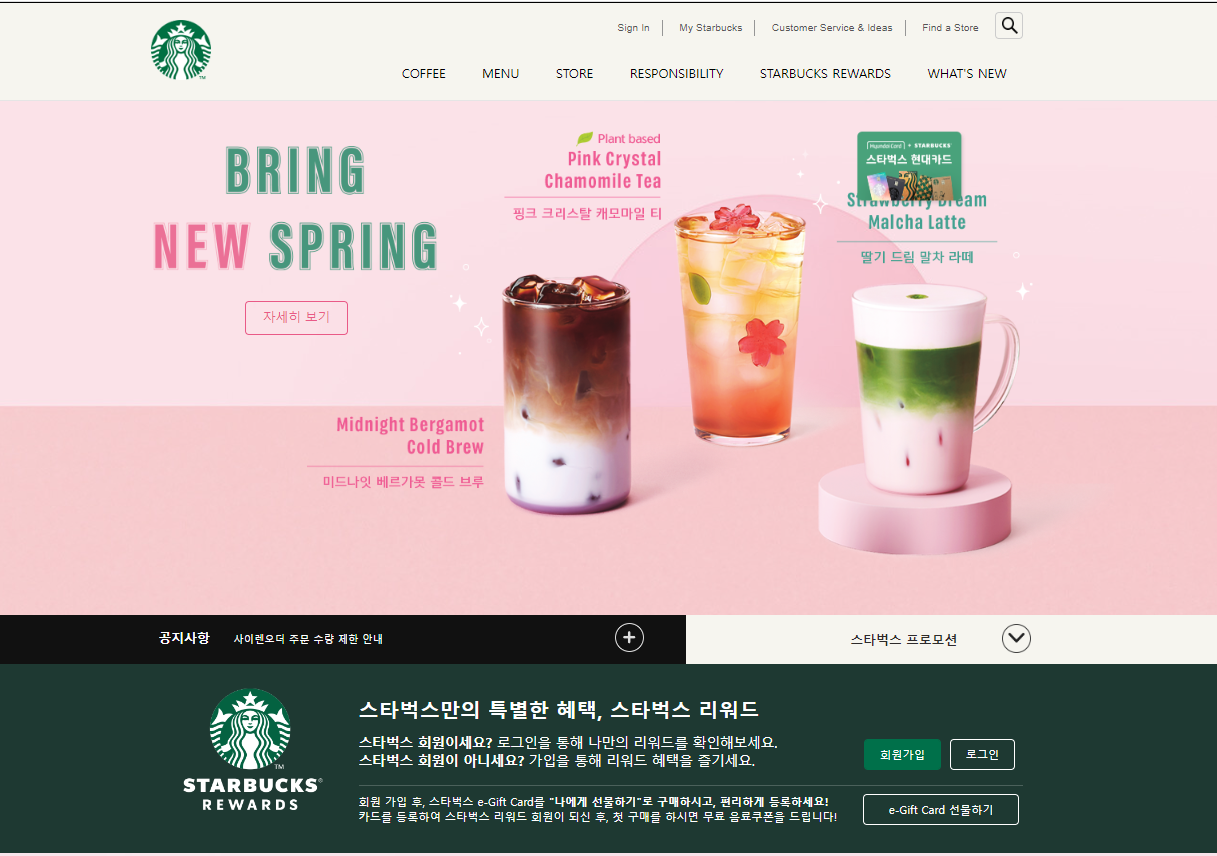 Sign In
My Starbucks
Customer Service & Ideas
Find a Store
COFFEE
MENU
STORE
RESPONSIBILITY
STARBUCKS REWARDS
WHAT'S NEW
BRING
NEW SPRING
자세히 보기
Plant based
Pink Crystal
Chamomile Tea
핑크 크리스탈 캐모마일 티
HyundaiCard + STARBUCKS
스타벅스 현대카드
Strawberry Dream
Malcha Latte
딸기 드림 말차 라떼
Midnight Bergamot
Cold Brew
미드나잇 베르가못 콜드 브루
공지사항
사이렌오더 주문 수량 제한 안내
스타벅스 프로모션
STARBUCKS®
REWARDS
스타벅스만의 특별한 혜택, 스타벅스 리워드
스타벅스 회원이세요? 로그인을 통해 나만의 리워드를 확인해보세요.
스타벅스 회원이 아니세요? 가입을 통해 리워드 혜택을 즐기세요.
회원가입
로그인
회원 가입 후, 스타벅스 e-Gift Card를 "나에게 선물하기"로 구매하시고, 편리하게 등록하세요!
카드를 등록하여 스타벅스 리워드 회원이 되신 후, 첫 구매를 하시면 무료 음료쿠폰을 드립니다!
e-Gift Card 선물하기